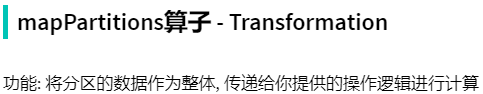 mapPartitions算子 - Transformation
功能: 将分区的数据作为整体, 传递给你提供的操作逻辑进行计算